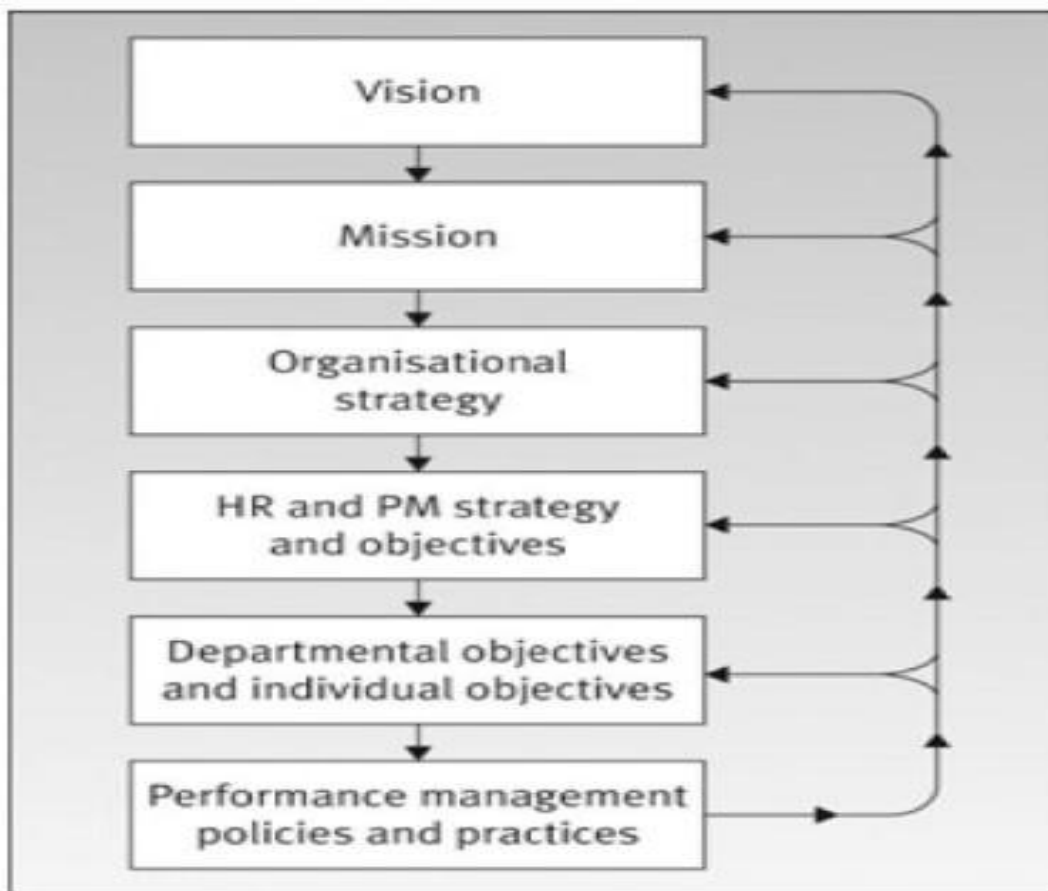 Vision
Mission
Organisational
strategy
HR and PM strategy
and objectives
Departmental objectives
and individual objectives
Performance management
policies and practices